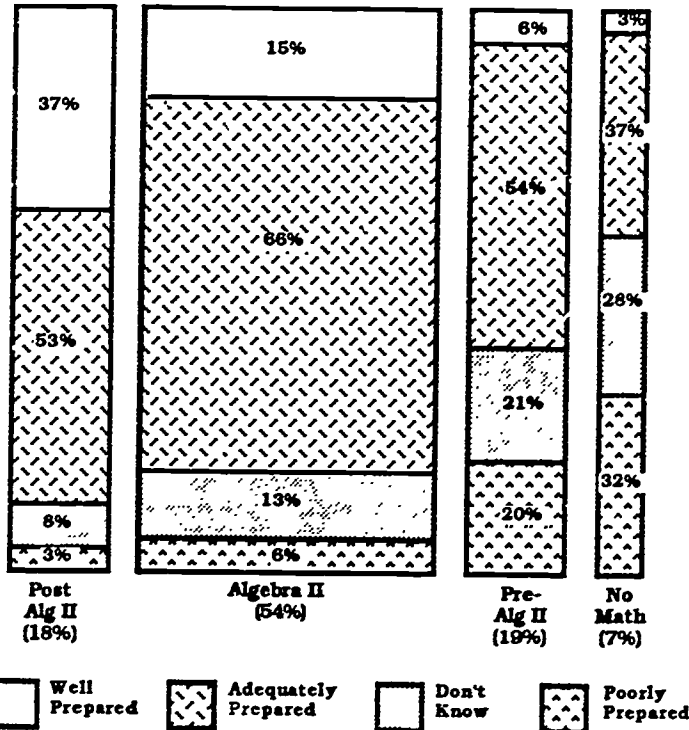 37%
53%
8%
3%
15%
66%
13%
6%
6%
54%
21%
20%
3%
37%
28%
32%
Post
Alg II
(18%)
Algebra II
(54%)
Pre-
Alg II
(19%)
No
Math
(7%)
Well
Prepared
Adequately
Prepared
Don't
Know
Poorly
Prepared